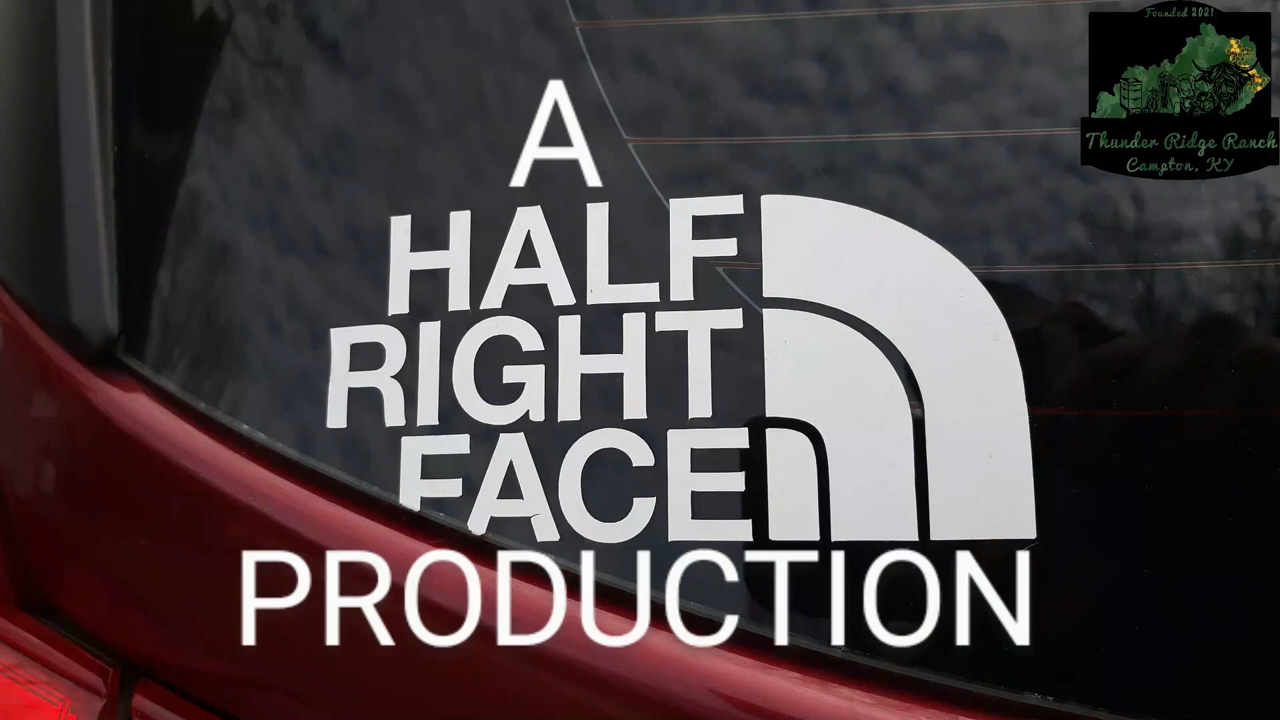 Founded 2021
Thunder Ridge Ranch
Campton, KY
A
HALF
RIGHT
FACE
PRODUCTION